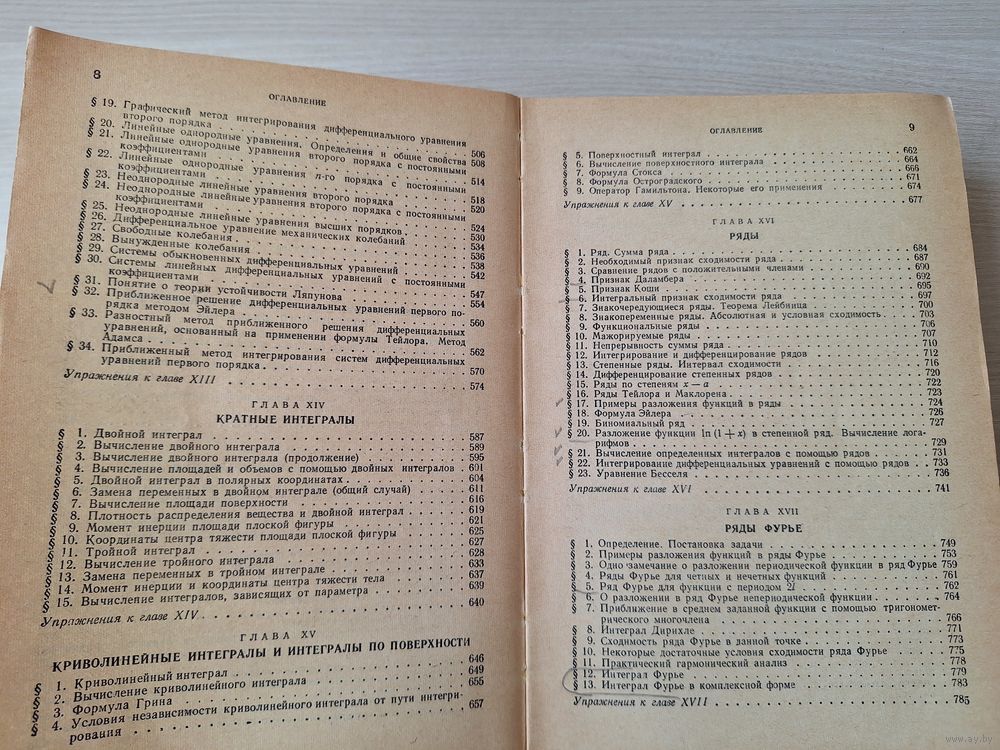 8
ОГЛАВЛЕНИЕ
§ 19. Графический метод интегрирования дифференциального уравнения
второго порядка . . . 506
§ 20. Линейные однородные уравнения. Определения и общие свойства 508
§ 21. Линейные однородные уравнения второго порядка с постоянными
коэффициентами . . . 514
§ 22. Линейные однородные уравнения n-го порядка с постоянными
коэффициентами . . . 518
§ 23. Неоднородные линейные уравнения второго порядка . . . 520
§ 24. Неоднородные линейные уравнения второго порядка с постоянными
коэффициентами . . . 524
§ 25. Неоднородные линейные уравнения высших порядков . . . 530
§ 26. Дифференциальное уравнение механических колебаний . . . 534
§ 27. Свободные колебания . . . 536
§ 28. Вынужденные колебания . . . 538
§ 29. Системы обыкновенных дифференциальных уравнений . . . 542
§ 30. Системы линейных дифференциальных уравнений с постоянными
коэффициентами . . . 547
§ 31. Понятие о теории устойчивости Ляпунова . . . 554
§ 32. Приближенное решение дифференциальных уравнений первого по-
рядка методом Эйлера . . . 560
§ 33. Разностный метод приближенного решения дифференциальных
уравнений, основанный на применении формулы Тейлора. Метод
Адамса . . . 562
§ 34. Приближенный метод интегрирования систем дифференциальных
уравнений первого порядка . . . 570
Упражнения к главе XIII . . . 574
ГЛАВА XIV
КРАТНЫЕ ИНТЕГРАЛЫ
§ 1. Двойной интеграл . . . 587
§ 2. Вычисление двойного интеграла . . . 589
§ 3. Вычисление двойного интеграла (продолжение) . . . 595
§ 4. Вычисление площадей и объемов с помощью двойных интегралов . 601
§ 5. Двойной интеграл в полярных координатах . . . 604
§ 6. Замена переменных в двойном интеграле (общий случай) . . . 611
§ 7. Вычисление площади поверхности . . . 616
§ 8. Плотность распределения вещества и двойной интеграл . . . 619
§ 9. Момент инерции площади плоской фигуры . . . 621
§ 10. Координаты центра тяжести площади плоской фигуры . . . 625
§ 11. Тройной интеграл . . . 627
§ 12. Вычисление тройного интеграла . . . 628
§ 13. Замена переменных в тройном интеграле . . . 633
§ 14. Момент инерции и координаты центра тяжести тела . . . 637
§ 15. Вычисление интегралов, зависящих от параметра . . . 639
Упражнения к главе XIV . . . 640
ГЛАВА XV
КРИВОЛИНЕЙНЫЕ ИНТЕГРАЛЫ И ИНТЕГРАЛЫ ПО ПОВЕРХНОСТИ
§ 1. Криволинейный интеграл . . . 646
§ 2. Вычисление криволинейного интеграла . . . 649
§ 3. Формула Грина . . . 655
§ 4. Условия независимости криволинейного интеграла от пути интегри-
рования . . . 657
ОГЛАВЛЕНИЕ
9
§ 5. Поверхностный интеграл . . . 662
§ 6. Вычисление поверхностного интеграла . . . 664
§ 7. Формула Стокса . . . 666
§ 8. Формула Остроградского . . . 671
§ 9. Оператор Гамильтона. Некоторые его применения . . . 674
Упражнения к главе XV . . . 677
ГЛАВА XVI
РЯДЫ
§ 1. Ряд. Сумма ряда . . . 684
§ 2. Необходимый признак сходимости ряда . . . 687
§ 3. Сравнение рядов с положительными членами . . . 690
§ 4. Признак Даламбера . . . 692
§ 5. Признак Коши . . . 695
§ 6. Интегральный признак сходимости ряда . . . 697
§ 7. Знакочередующиеся ряды. Теорема Лейбница . . . 700
§ 8. Знакопеременные ряды. Абсолютная и условная сходимость . 703
§ 9. Функциональные ряды . . . 706
§ 10. Мажорируемые ряды . . . 707
§ 11. Непрерывность суммы ряда . . . 710
§ 12. Интегрирование и дифференцирование рядов . . . 712
§ 13. Степенные ряды. Интервал сходимости . . . 716
§ 14. Дифференцирование степенных рядов . . . 720
§ 15. Ряды по степеням x — a . . . 722
§ 16. Ряды Тейлора и Маклорена . . . 723
§ 17. Примеры разложения функций в ряды . . . 724
§ 18. Формула Эйлера . . . 726
§ 19. Биномиальный ряд . . . 727
§ 20. Разложение функции ln (1 + x) в степенной ряд. Вычисление лога-
рифмов . . . 729
§ 21. Вычисление определенных интегралов с помощью рядов . . . 731
§ 22. Интегрирование дифференциальных уравнений с помощью рядов . . 733
§ 23. Уравнение Бесселя . . . 736
Упражнения к главе XVI . . . 741
ГЛАВА XVII
РЯДЫ ФУРЬЕ
§ 1. Определение. Постановка задачи . . . 749
§ 2. Примеры разложения функций в ряды Фурье . . . 753
§ 3. Одно замечание о разложении периодической функции в ряд Фурье 759
§ 4. Ряды Фурье для четных и нечетных функций . . . 761
§ 5. Ряд Фурье для функции с периодом 2l . . . 762
§ 6. О разложении в ряд Фурье непериодической функции . . . 764
§ 7. Приближение в среднем заданной функции с помощью тригономет-
рического многочлена . . . 766
§ 8. Интеграл Дирихле . . . 771
§ 9. Сходимость ряда Фурье в данной точке . . . 773
§ 10. Некоторые достаточные условия сходимости ряда Фурье . . . 775
§ 11. Практический гармонический анализ . . . 778
§ 12. Интеграл Фурье . . . 779
§ 13. Интеграл Фурье в комплексной форме . . . 783
Упражнения к главе XVII . . . 785
www.ay.by